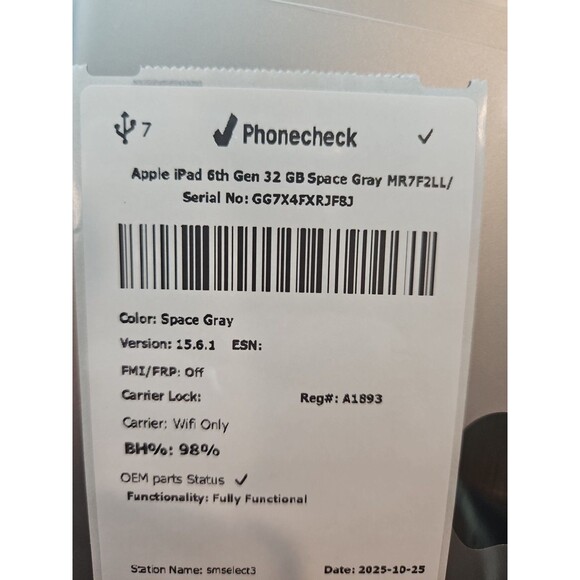 7 Phonecheck ✓
Apple iPad 6th Gen 32 GB Space Gray MR7F2LL/
Serial No: GG7X4FXRJF8J
Color: Space Gray
Version: 15.6.1 ESN:
FMI/FRP: Off
Carrier Lock: Reg#: A1893
Carrier: Wifi Only
BH%: 98%
OEM parts Status ✓
Functionality: Fully Functional
Station Name: smselect3 Date: 2025-10-25